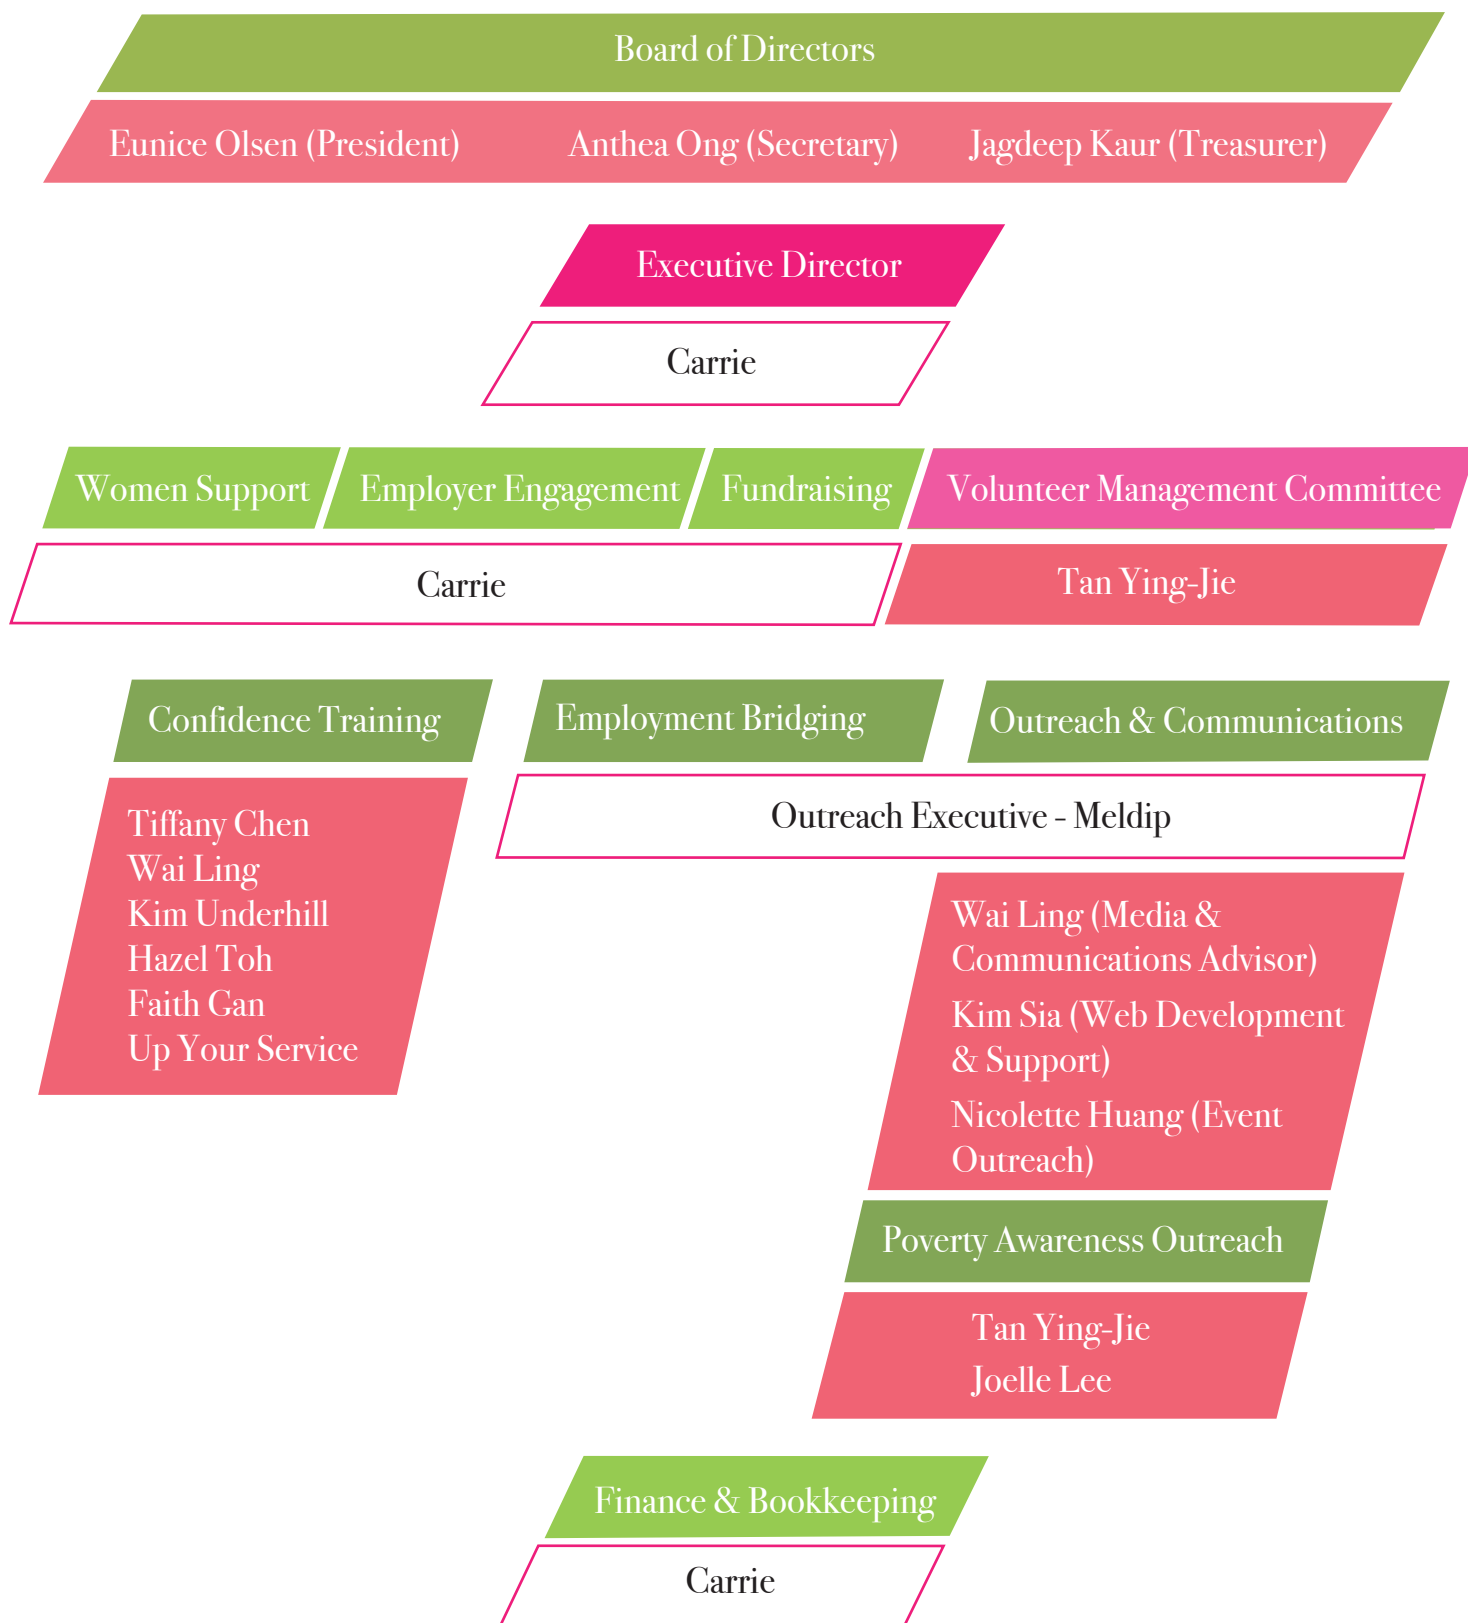 Board of Directors
Eunice Olsen (President) Anthea Ong (Secretary) Jagdeep Kaur (Treasurer)
Executive Director
Carrie
Women Support Employer Engagement Fundraising Volunteer Management Committee
Carrie Tan Ying-Jie
Confidence Training
Tiffany Chen
Wai Ling
Kim Underhill
Hazel Toh
Faith Gan
Up Your Service
Employment Bridging Outreach & Communications
Outreach Executive - Meldip
Wai Ling (Media &
Communications Advisor)
Kim Sia (Web Development
& Support)
Nicolette Huang (Event
Outreach)
Poverty Awareness Outreach
Tan Ying-Jie
Joelle Lee
Finance & Bookkeeping
Carrie